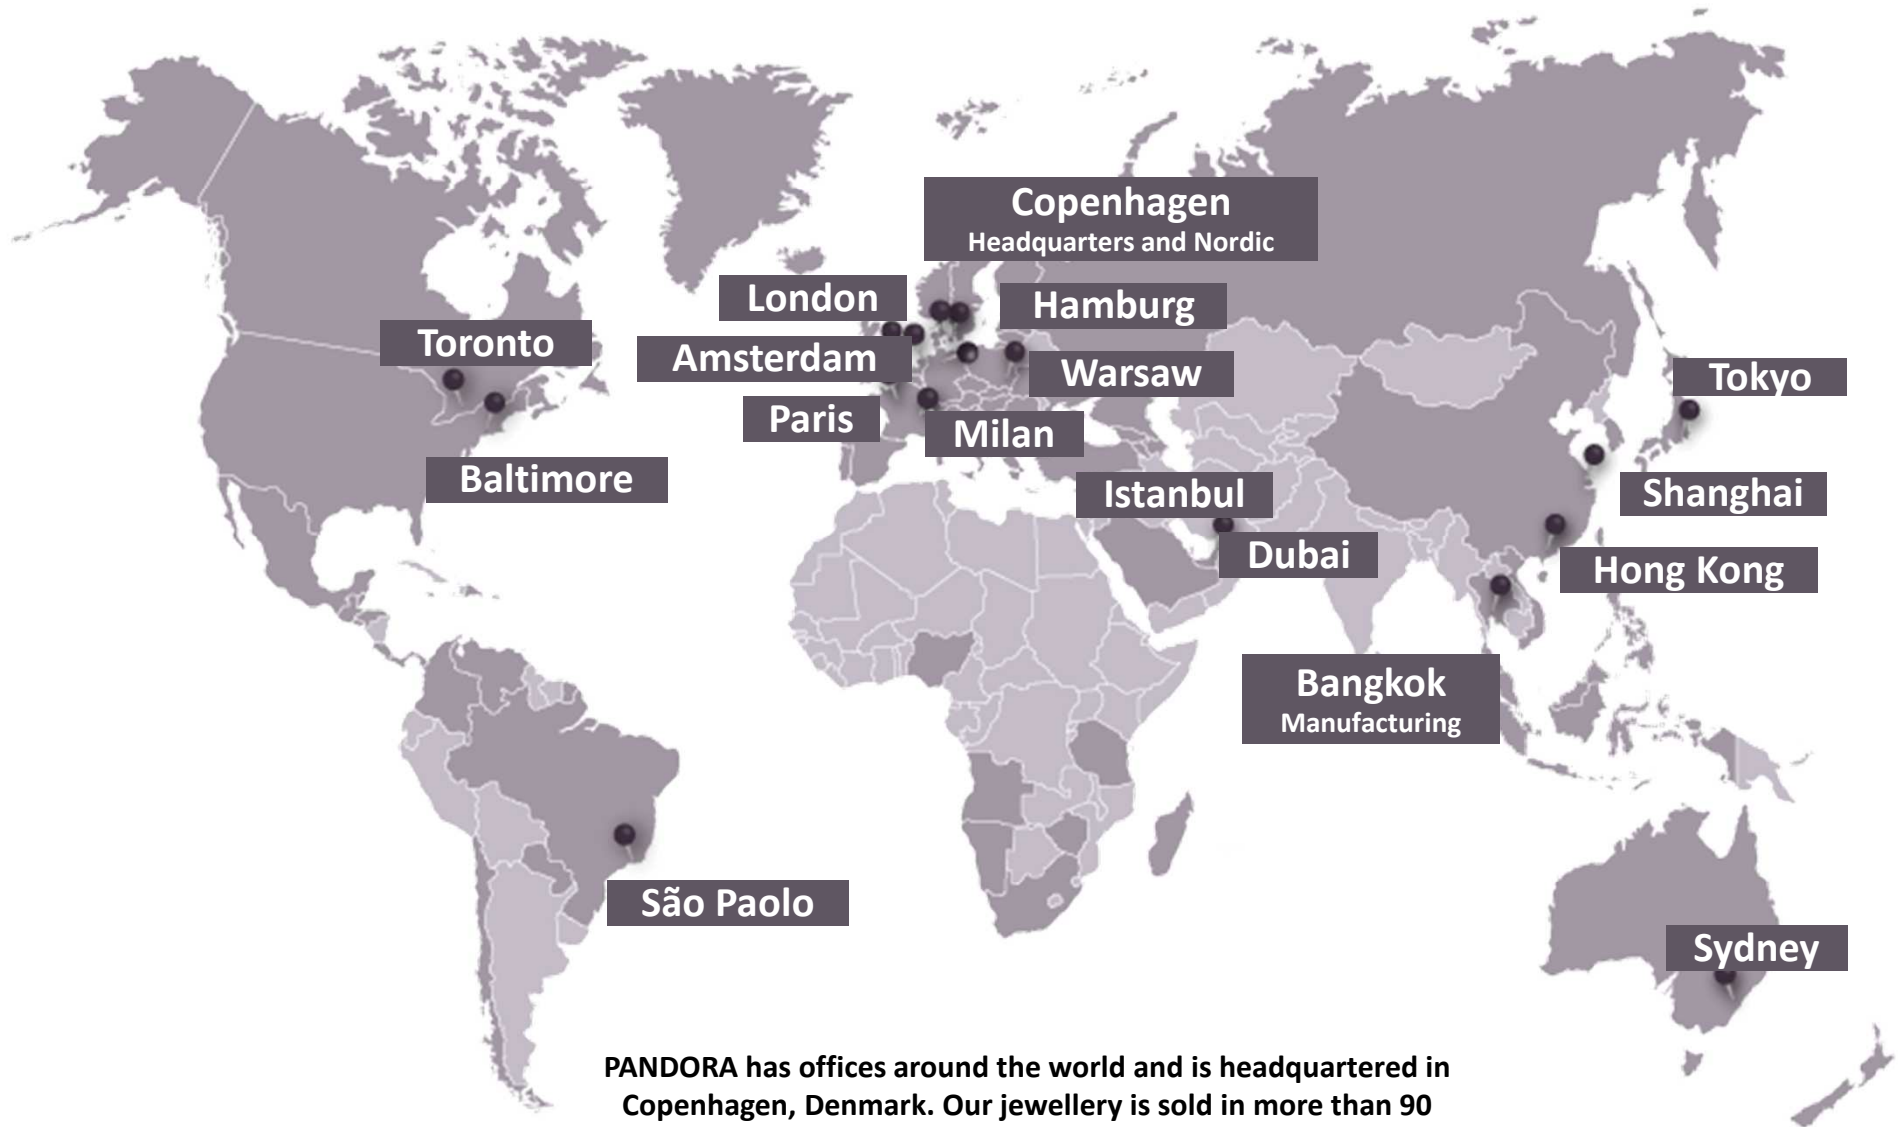 Copenhagen
Headquarters and Nordic
London
Hamburg
Toronto
Amsterdam
Warsaw
Tokyo
Paris
Milan
Baltimore
Istanbul
Shanghai
Dubai
Hong Kong
Bangkok
Manufacturing
São Paolo
Sydney
PANDORA has offices around the world and is headquartered in
Copenhagen, Denmark. Our jewellery is sold in more than 90